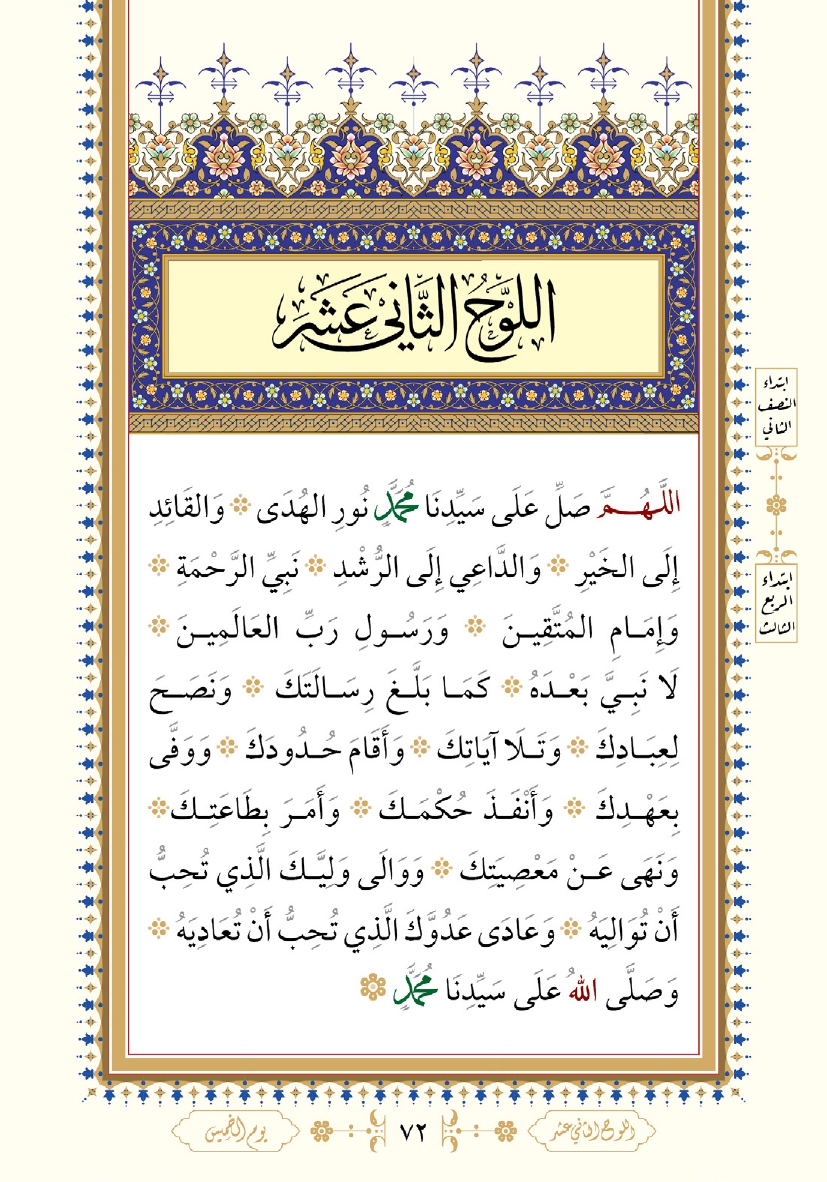 اللَّوْحُ الثَّانِي عَشَرَ
ابتداء
النصف
الثاني
ابتداء
الربع
الثالث
اللَّهُمَّ صَلِّ عَلَى سَيِّدِنَا مُحَمَّدٍ نُورِ الهُدَى ۞ وَالقَائِدِ
إِلَى الخَيْرِ ۞ وَالدَّاعِي إِلَى الرُّشْدِ ۞ نَبِيِّ الرَّحْمَةِ ۞
وَإِمَامِ المُتَّقِينَ ۞ وَرَسُولِ رَبِّ العَالَمِينَ ۞
لَا نَبِيَّ بَعْدَهُ ۞ كَمَا بَلَّغَ رِسَالَتَكَ ۞ وَنَصَحَ
لِعِبَادِكَ ۞ وَتَلَا آيَاتِكَ ۞ وَأَقَامَ حُدُودَكَ ۞ وَوَفَّى
بِعَهْدِكَ ۞ وَأَنْفَذَ حُكْمَكَ ۞ وَأَمَرَ بِطَاعَتِكَ ۞
وَنَهَى عَنْ مَعْصِيَتِكَ ۞ وَوَالَى وَلِيَّكَ الَّذِي تُحِبُّ
أَنْ تُوَالِيَهُ ۞ وَعَادَى عَدُوَّكَ الَّذِي تُحِبُّ أَنْ تُعَادِيَهُ ۞
وَصَلَّى اللهُ عَلَى سَيِّدِنَا مُحَمَّدٍ ۞
اللوح الثاني عشر
٧٢
يوم الخميس